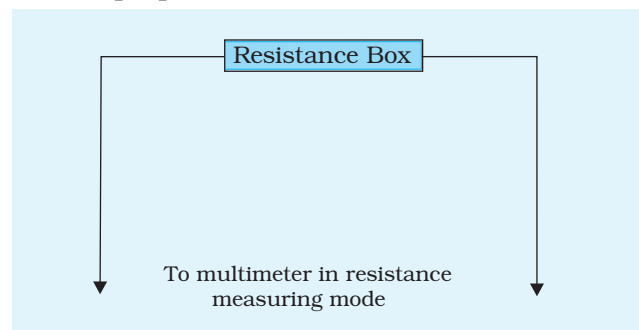 Resistance Box
To multimeter in resistance
measuring mode